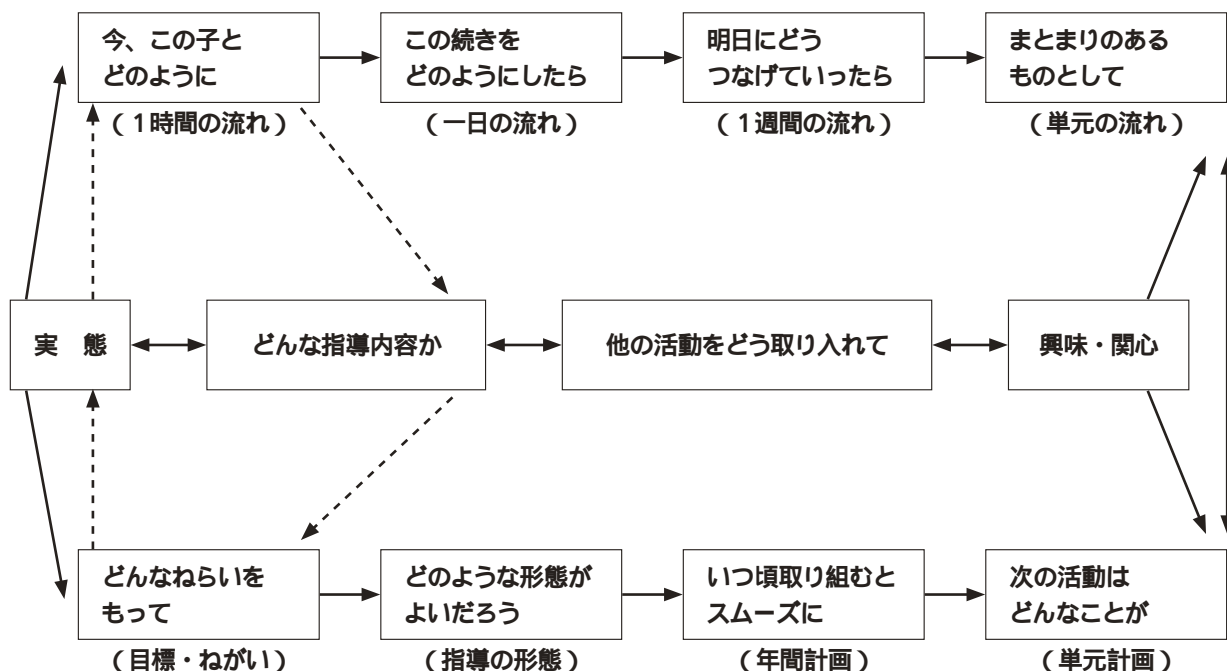 今、この子と
どのように
(1時間の流れ)
この続きを
どのようにしたら
(一日の流れ)
明日にどう
つなげていったら
(1週間の流れ)
まとまりのある
ものとして
(単元の流れ)
実 態
どんな指導内容か
他の活動をどう取り入れて
興味・関心
どんなねらいを
もって
(目標・ねがい)
どのような形態が
よいだろう
(指導の形態)
いつ頃取り組むと
スムーズに
(年間計画)
次の活動は
どんなことが
(単元計画)